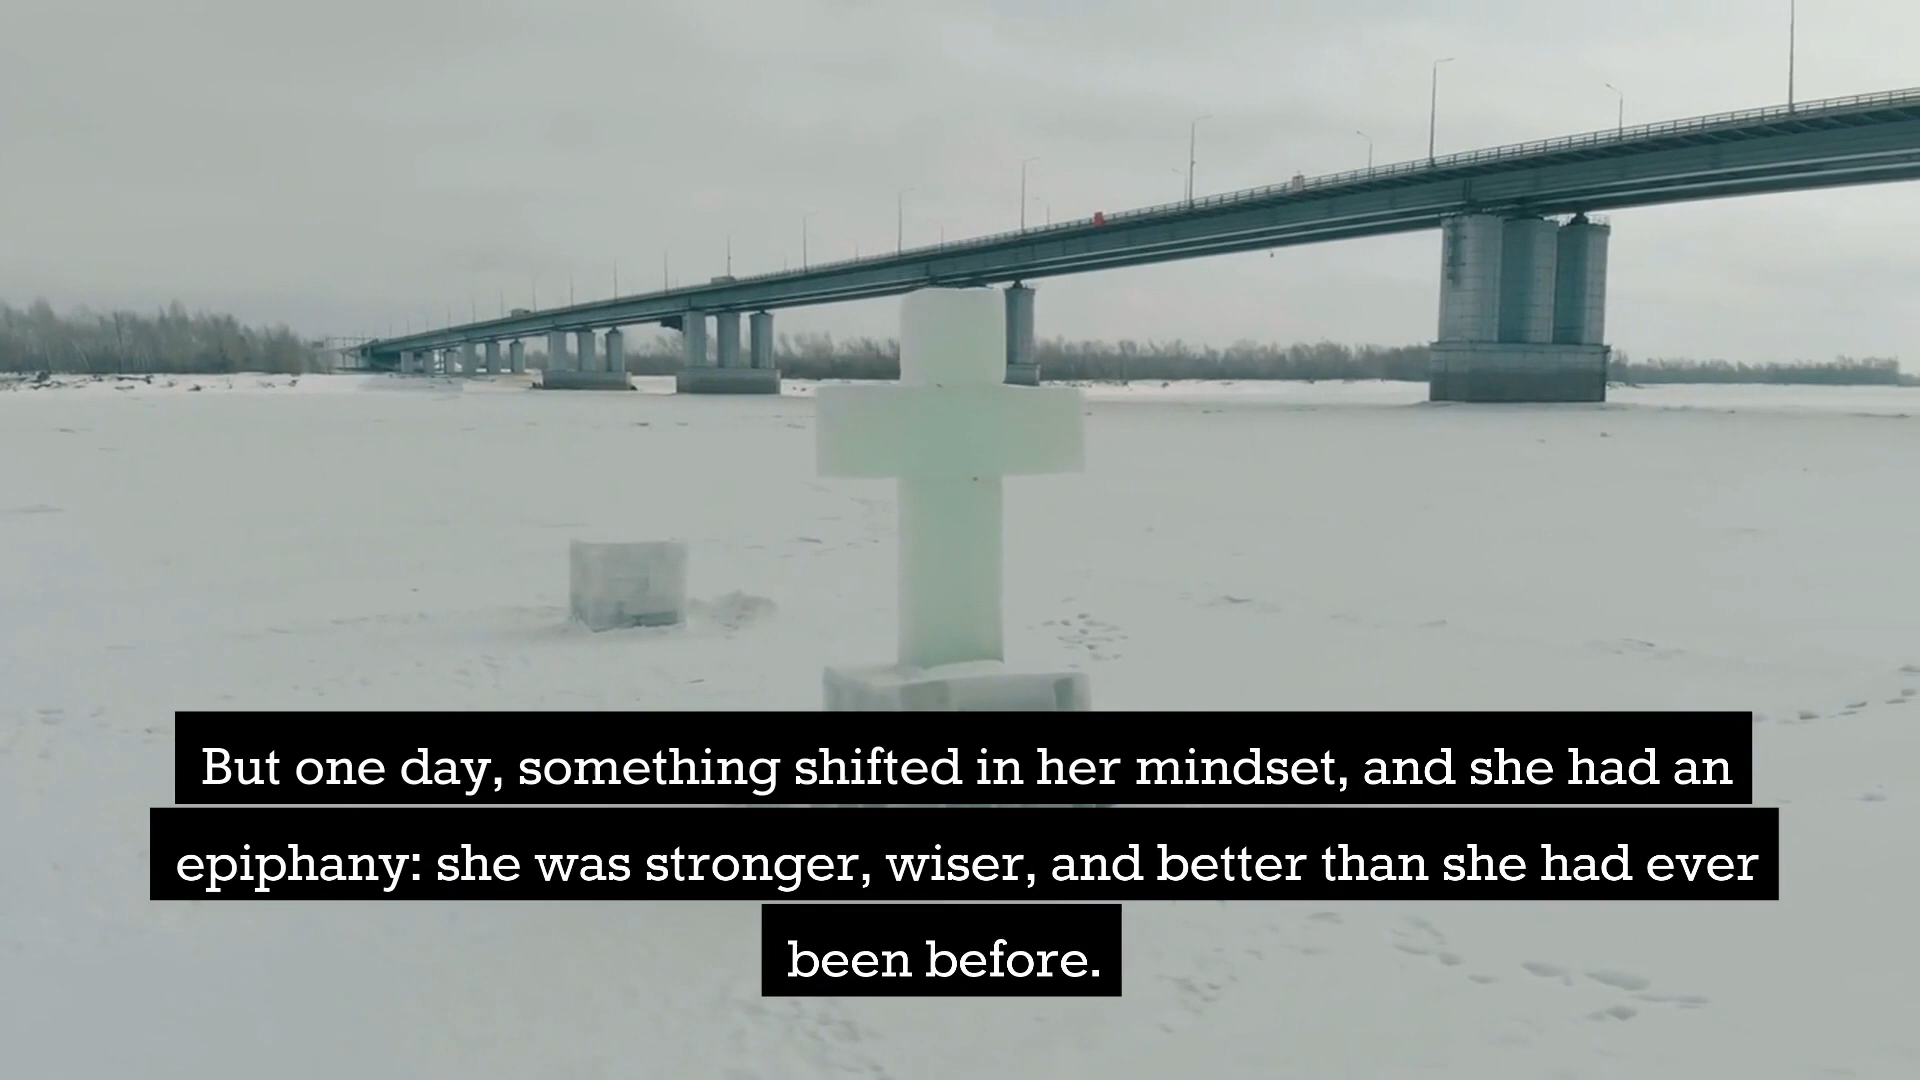 But one day, something shifted in her mindset, and she had an
epiphany: she was stronger, wiser, and better than she had ever
been before.